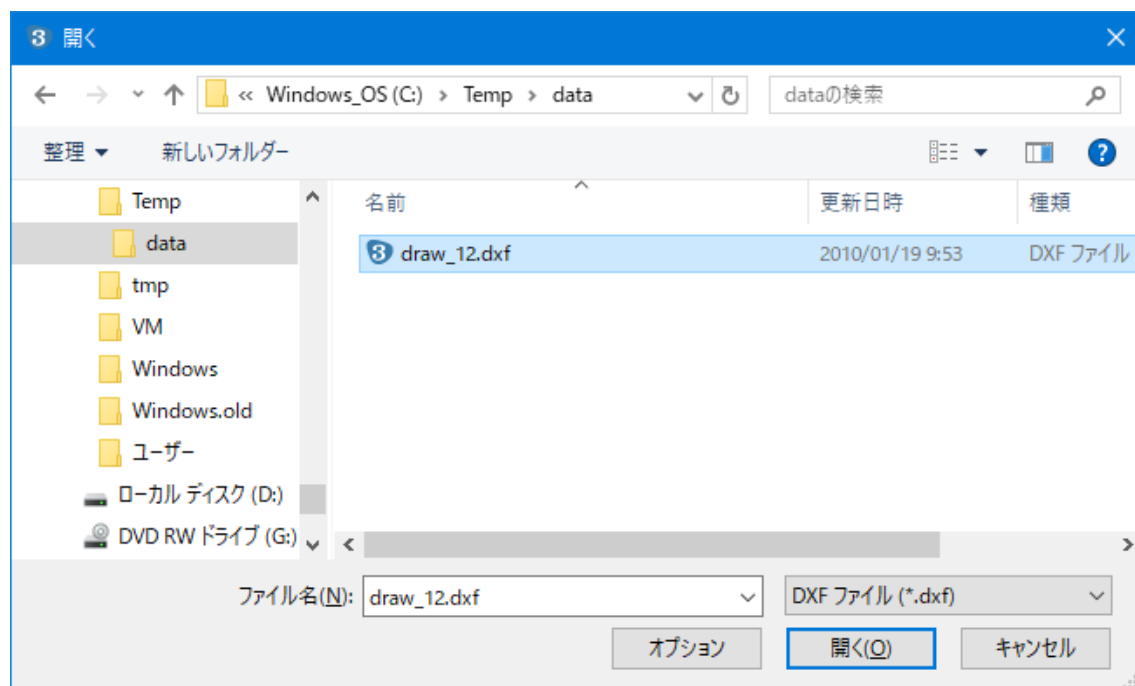 3 開く
« Windows_OS (C:) › Temp › data dataの検索
整理 新しいフォルダー ?
名前 更新日時 種類
Temp
data
tmp
VM
Windows
Windows.old
ユーザー
ローカル ディスク (D:)
DVD RW ドライブ (G:)
3 draw_12.dxf 2010/01/19 9:53 DXF ファイル
ファイル名(N): draw_12.dxf DXF ファイル (*.dxf)
オプション 開く(O) キャンセル